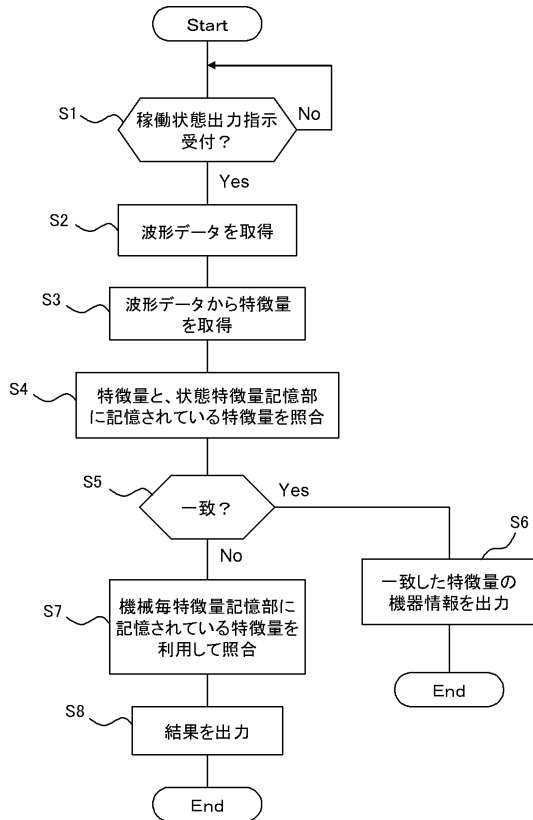 Start
S1
稼働状態出力指示
受付？
No
Yes
S2
波形データを取得
S3
波形データから特徴量
を取得
S4
特徴量と、状態特徴量記憶部
に記憶されている特徴量を照合
S5
一致？
Yes
No
S6
一致した特徴量の
機器情報を出力
End
S7
機械毎特徴量記憶部に
記憶されている特徴量を
利用して照合
S8
結果を出力
End